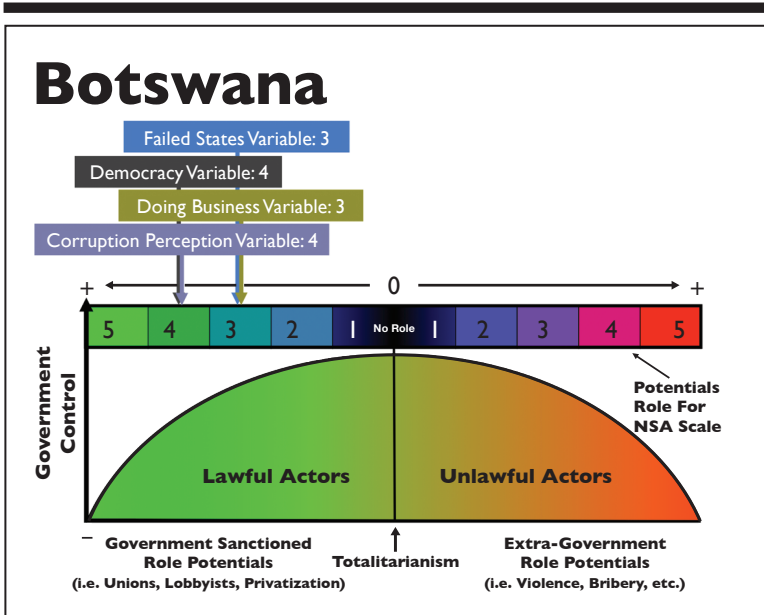 Botswana
Failed States Variable: 3
Democracy Variable: 4
Doing Business Variable: 3
Corruption Perception Variable: 4
+ 0 +
5 4 3 2 1 No Role 1 2 3 4 5
Government
Control
Potentials
Role For
NSA Scale
Lawful Actors Unlawful Actors
–
Government Sanctioned
Role Potentials
(i.e. Unions, Lobbyists, Privatization)
Totalitarianism
Extra-Government
Role Potentials
(i.e. Violence, Bribery, etc.)